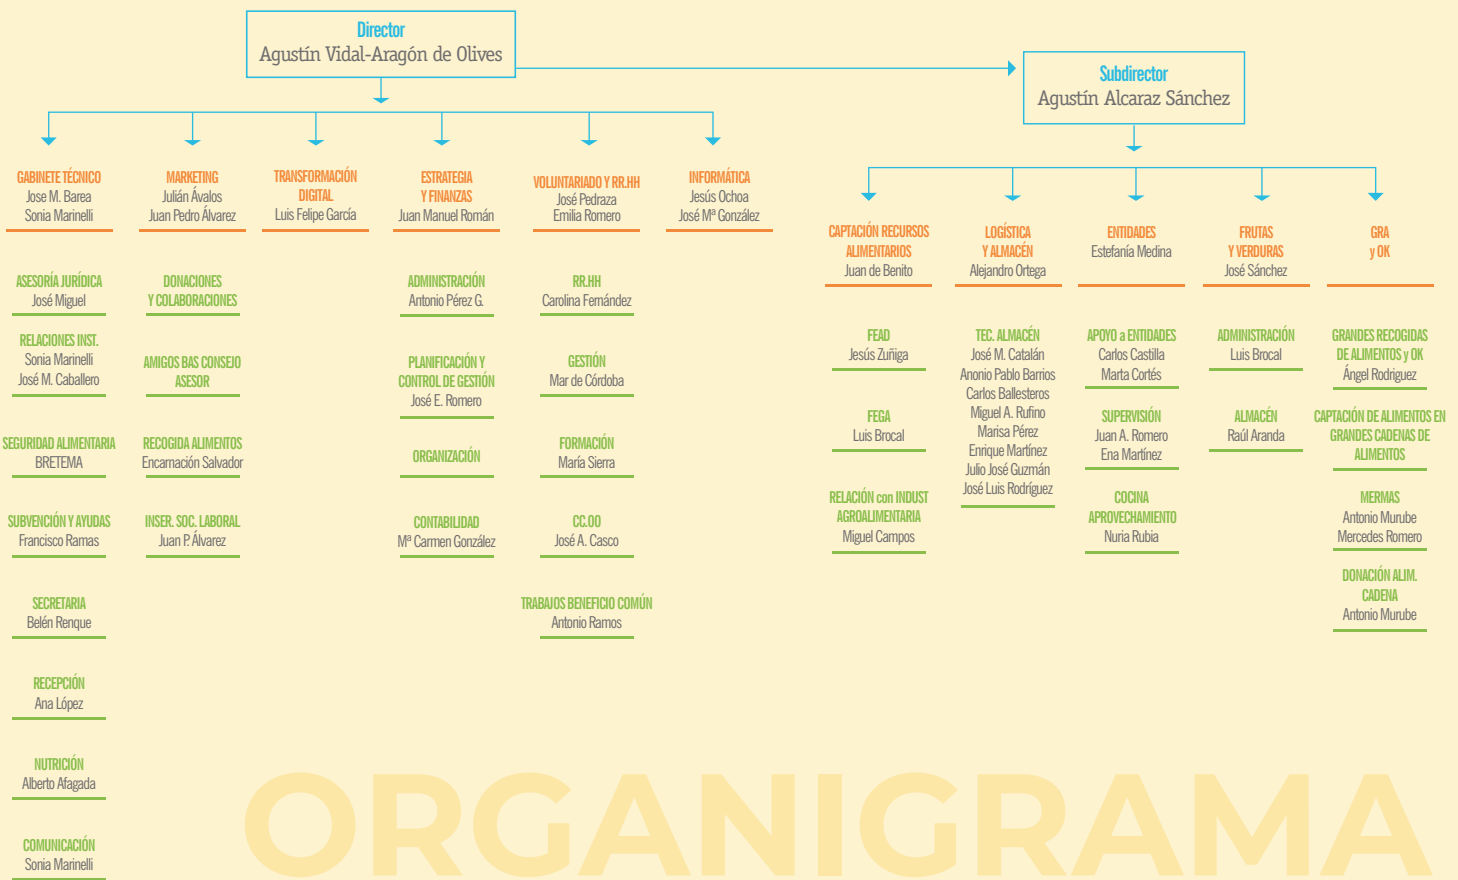 Director
Agustín Vidal-Aragón de Olives
Subdirector
Agustín Alcaraz Sánchez
GABINETE TÉCNICO
Jose M. Barea
Sonia Marinelli
ASESORÍA JURÍDICA
José Miguel
RELACIONES INST.
Sonia Marinelli
José M. Caballero
SEGURIDAD ALIMENTARIA
BRETEMA
SUBVENCIÓN Y AYUDAS
Francisco Ramas
SECRETARIA
Belén Renque
RECEPCIÓN
Ana López
NUTRICIÓN
Alberto Afagada
COMUNICACIÓN
Sonia Marinelli
MARKETING
Julián Ávalos
Juan Pedro Álvarez
DONACIONES
Y COLABORACIONES
AMIGOS BAS CONSEJO
ASESOR
RECOGIDA ALIMENTOS
Encarnación Salvador
INSER. SOC. LABORAL
Juan P. Álvarez
TRANSFORMACIÓN
DIGITAL
Luis Felipe García
ESTRATEGIA
Y FINANZAS
Juan Manuel Román
ADMINISTRACIÓN
Antonio Pérez G.
PLANIFICACIÓN Y
CONTROL DE GESTIÓN
José E. Romero
ORGANIZACIÓN
CONTABILIDAD
Mª Carmen González
VOLUNTARIADO Y RR.HH
José Pedraza
Emilia Romero
RR.HH
Carolina Fernández
GESTIÓN
Mar de Córdoba
FORMACIÓN
María Sierra
CC.OO
José A. Casco
TRABAJOS BENEFICIO COMÚN
Antonio Ramos
INFORMÁTICA
Jesús Ochoa
José Mª González
CAPTACIÓN RECURSOS
ALIMENTARIOS
Juan de Benito
FEAD
Jesús Zuñiga
FEGA
Luis Brocal
RELACIÓN con INDUST
AGROALIMENTARIA
Miguel Campos
LOGÍSTICA
Y ALMACÉN
Alejandro Ortega
TEC. ALMACÉN
José M. Catalán
Anonio Pablo Barrios
Carlos Ballesteros
Miguel A. Rufino
Marisa Pérez
Enrique Martínez
Julio José Guzmán
José Luis Rodríguez
ENTIDADES
Estefanía Medina
APOYO a ENTIDADES
Carlos Castilla
Marta Cortés
SUPERVISIÓN
Juan A. Romero
Ena Martínez
COCINA
APROVECHAMIENTO
Nuria Rubia
FRUTAS
Y VERDURAS
José Sánchez
ADMINISTRACIÓN
Luis Brocal
ALMACÉN
Raúl Aranda
GRA
y OK
GRANDES RECOGIDAS
DE ALIMENTOS y OK
Ángel Rodriguez
CAPTACIÓN DE ALIMENTOS EN
GRANDES CADENAS DE
ALIMENTOS
MERMAS
Antonio Murube
Mercedes Romero
DONACIÓN ALIM.
CADENA
Antonio Murube
ORGANIGRAMA